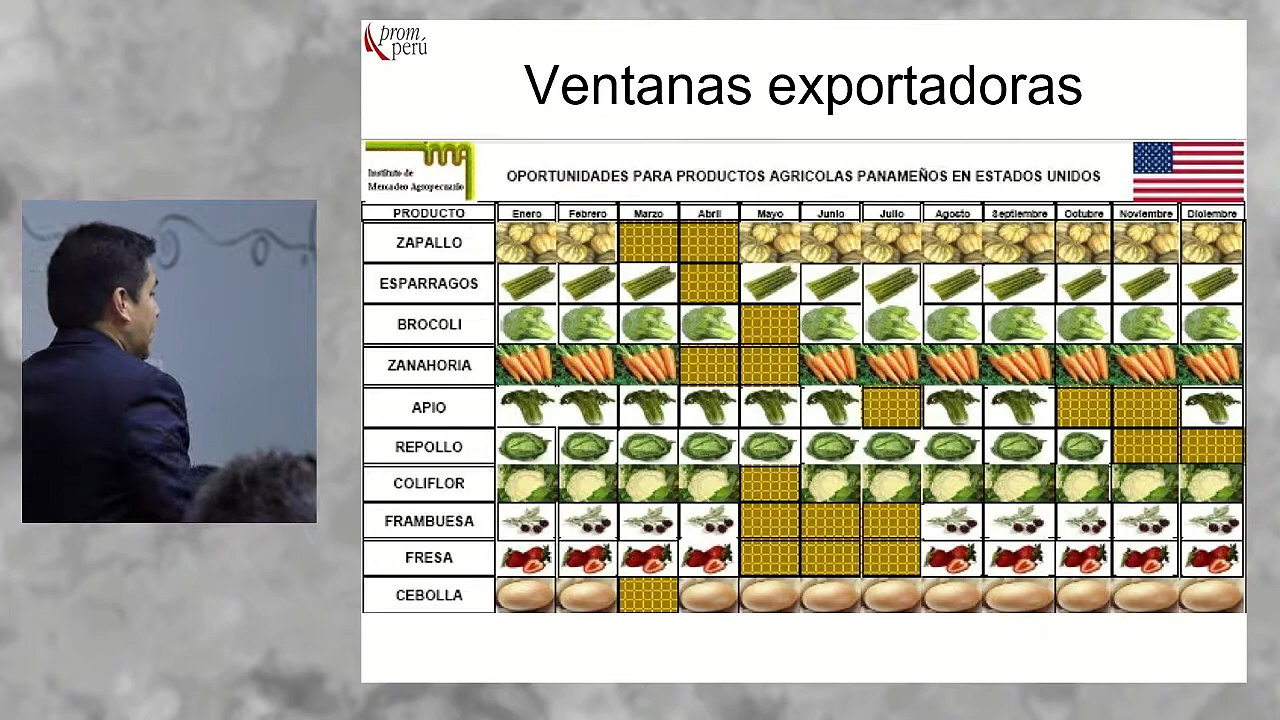 prom
perú
Ventanas exportadoras
Instituto de
Mercadeo Agropecuario
OPORTUNIDADES PARA PRODUCTOS AGRICOLAS PANAMEÑOS EN ESTADOS UNIDOS
PRODUCTO Enero Febrero Marzo Abril Mayo Junio Julio Agosto Septiembre Octubre Noviembre Diciembre
ZAPALLO
ESPARRAGOS
BROCOLI
ZANAHORIA
APIO
REPOLLO
COLIFLOR
FRAMBUESA
FRESA
CEBOLLA